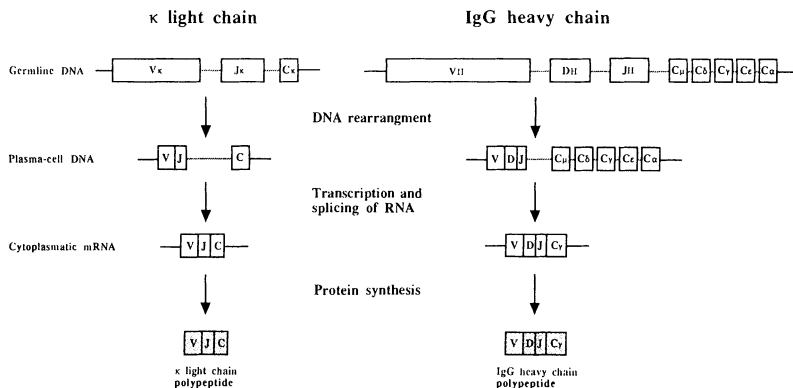 κ light chain
IgG heavy chain
Germline DNA
Vκ Jκ Cκ
VH DH JH Cμ Cδ Cγ Cε Cα
DNA rearrangment
Plasma-cell DNA
V J C
V D J Cμ Cδ Cγ Cε Cα
Transcription and
splicing of RNA
Cytoplasmatic mRNA
V J C
V D J Cγ
Protein synthesis
V J C
V D J Cγ
κ light chain
polypeptide
IgG heavy chain
polypeptide